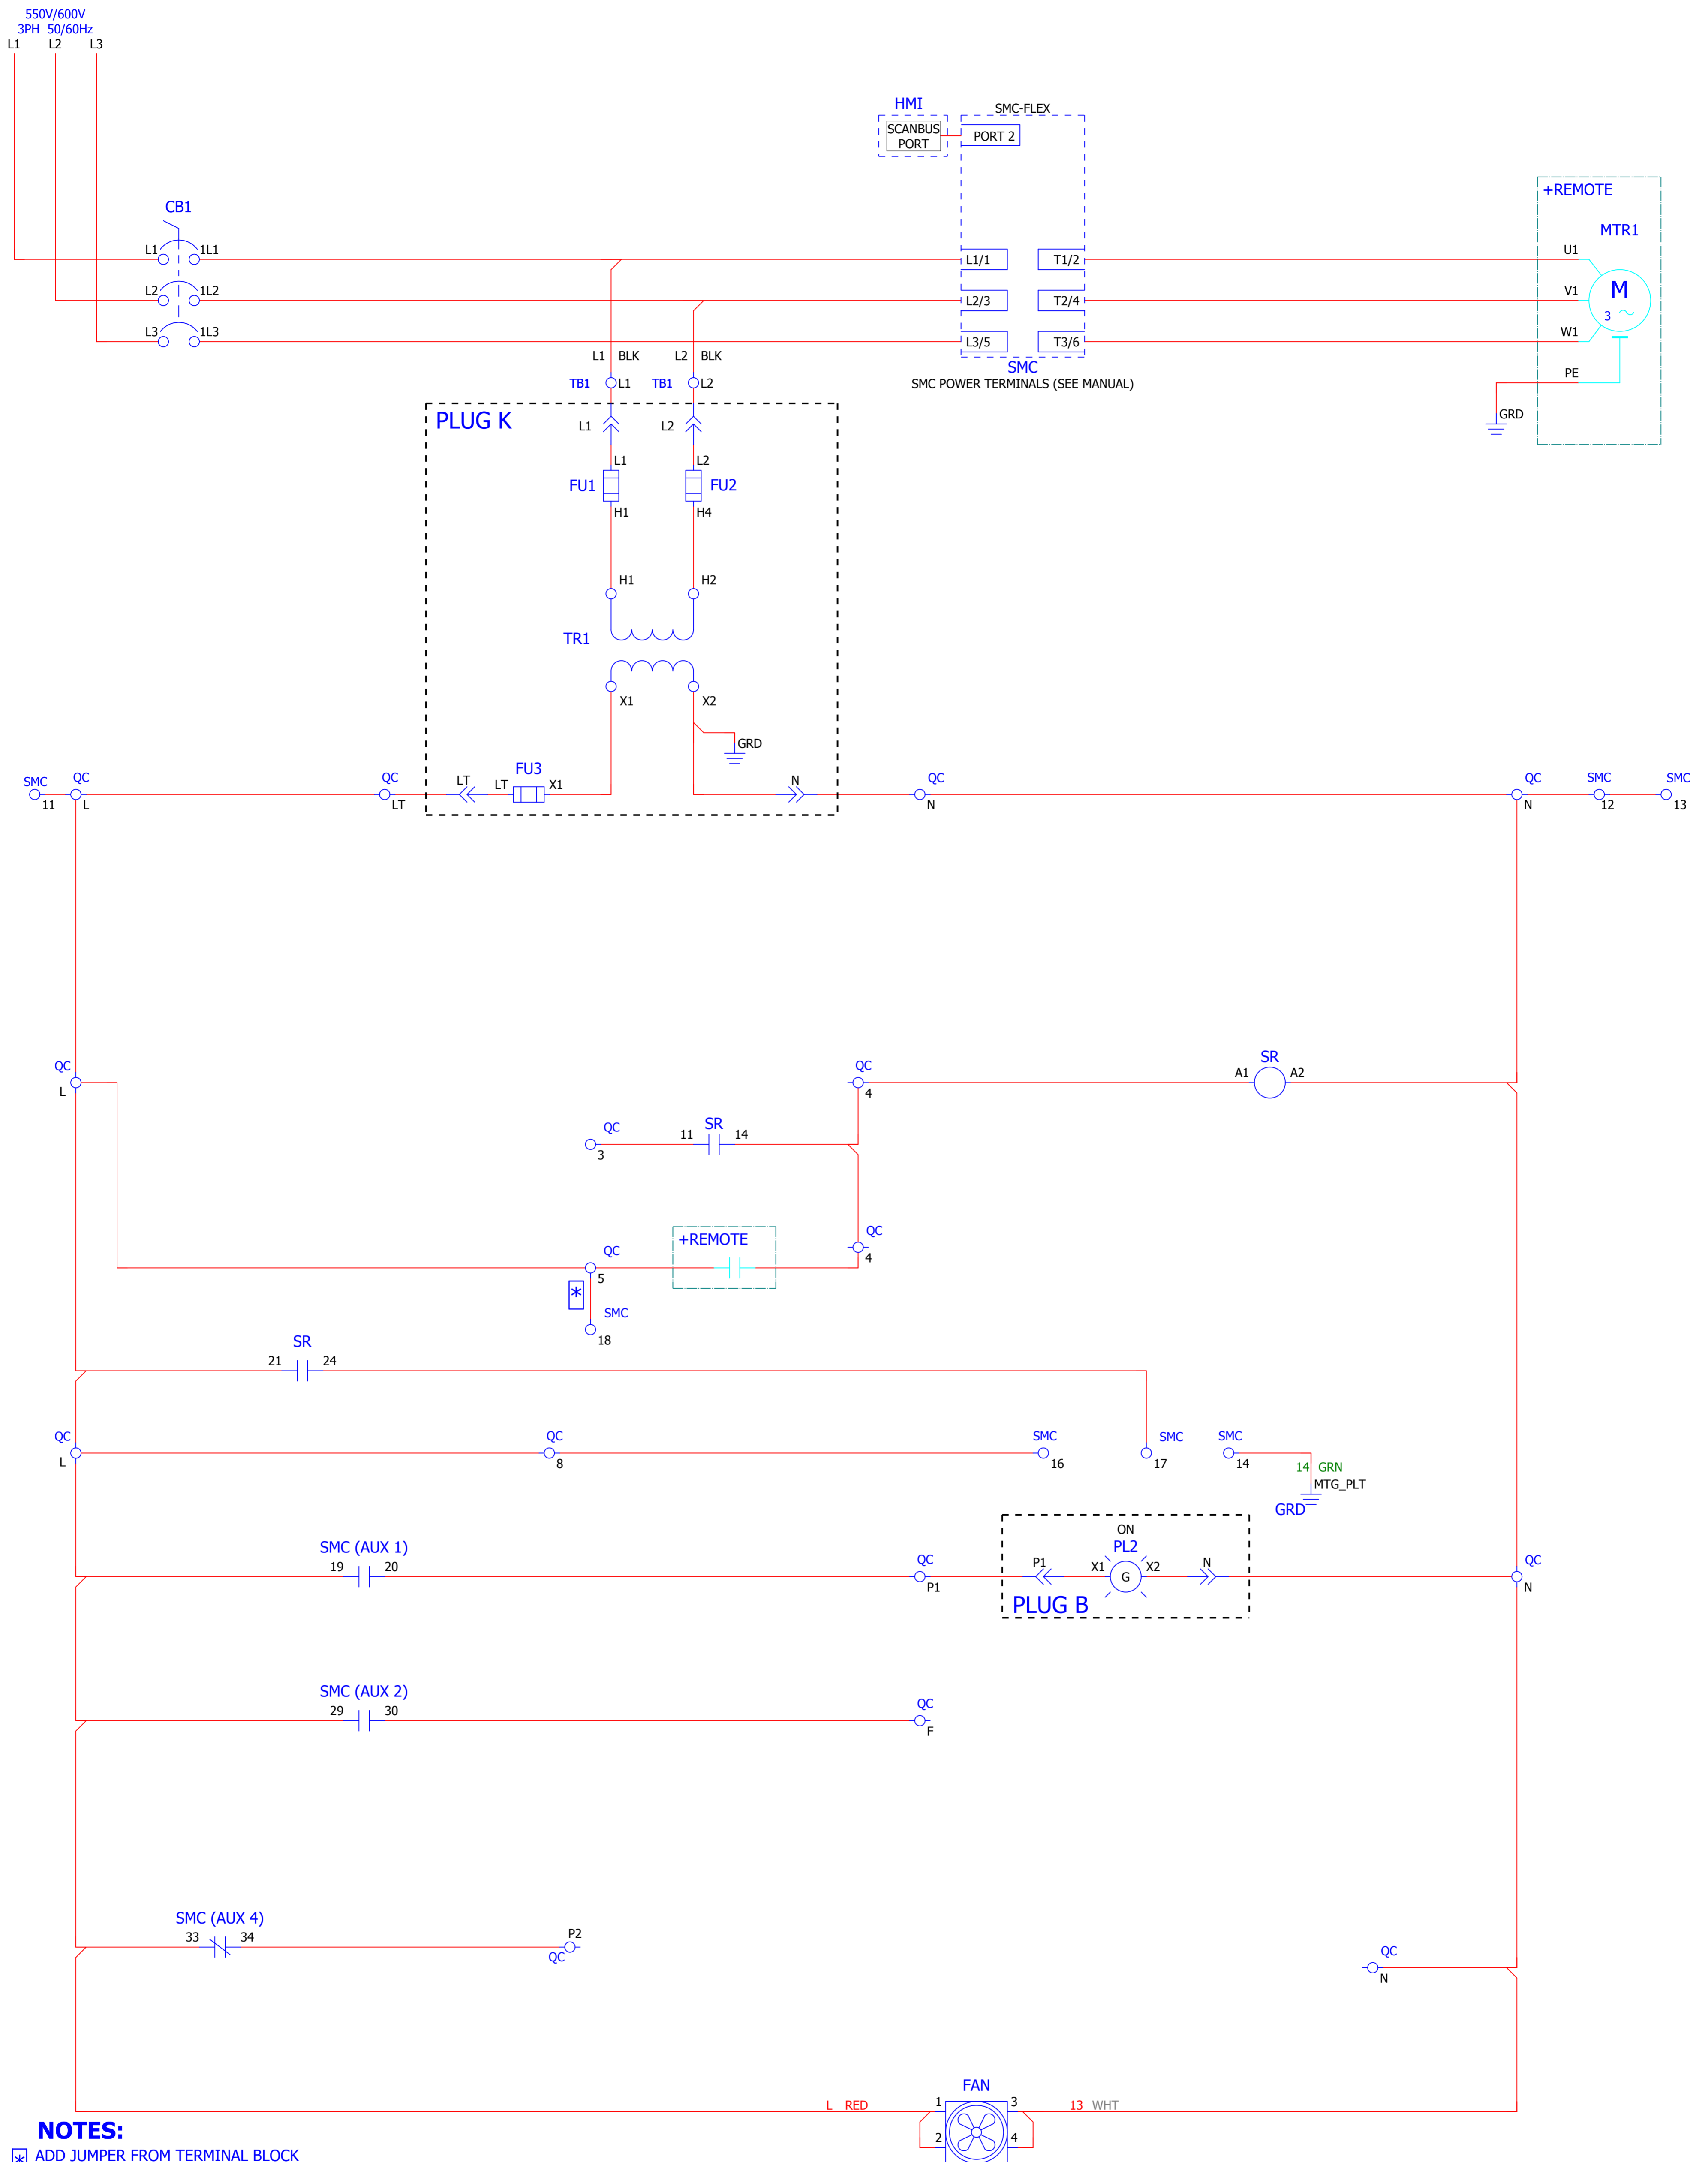 550V/600V
3PH 50/60Hz
L1 L2 L3
HMI
SCANBUS
PORT
SMC-FLEX
PORT 2
+REMOTE
MTR1
CB1
L1 1L1
L2 1L2
L3 1L3
L1/1 T1/2
L2/3 T2/4
L3/5 T3/6
U1
V1
W1
PE
M
3
GRD
SMC
SMC POWER TERMINALS (SEE MANUAL)
L1 BLK L2 BLK
TB1 L1 TB1 L2
PLUG K
L1 L2
L1 L2
FU1 FU2
H1 H4
H1 H2
TR1
X1 X2
GRD
SMC QC QC LT LT FU3 X1 N QC QC SMC SMC
11 L LT N N 12 13
QC QC SR
L 4 A1 A2
QC 11 SR 14
3
+REMOTE
QC QC
5 4
*
SMC
18
SR
21 24
QC QC SMC SMC SMC
L 8 16 17 14
14 GRN
MTG_PLT
GRD
SMC (AUX 1)
19 20
QC
P1
ON
PL2
P1 X1 G X2 N
PLUG B
QC
N
SMC (AUX 2)
29 30
QC
F
SMC (AUX 4)
33 34
P2
QC
QC
N
FAN
L RED 1 3 13 WHT
2 4
NOTES:
* ADD JUMPER FROM TERMINAL BLOCK